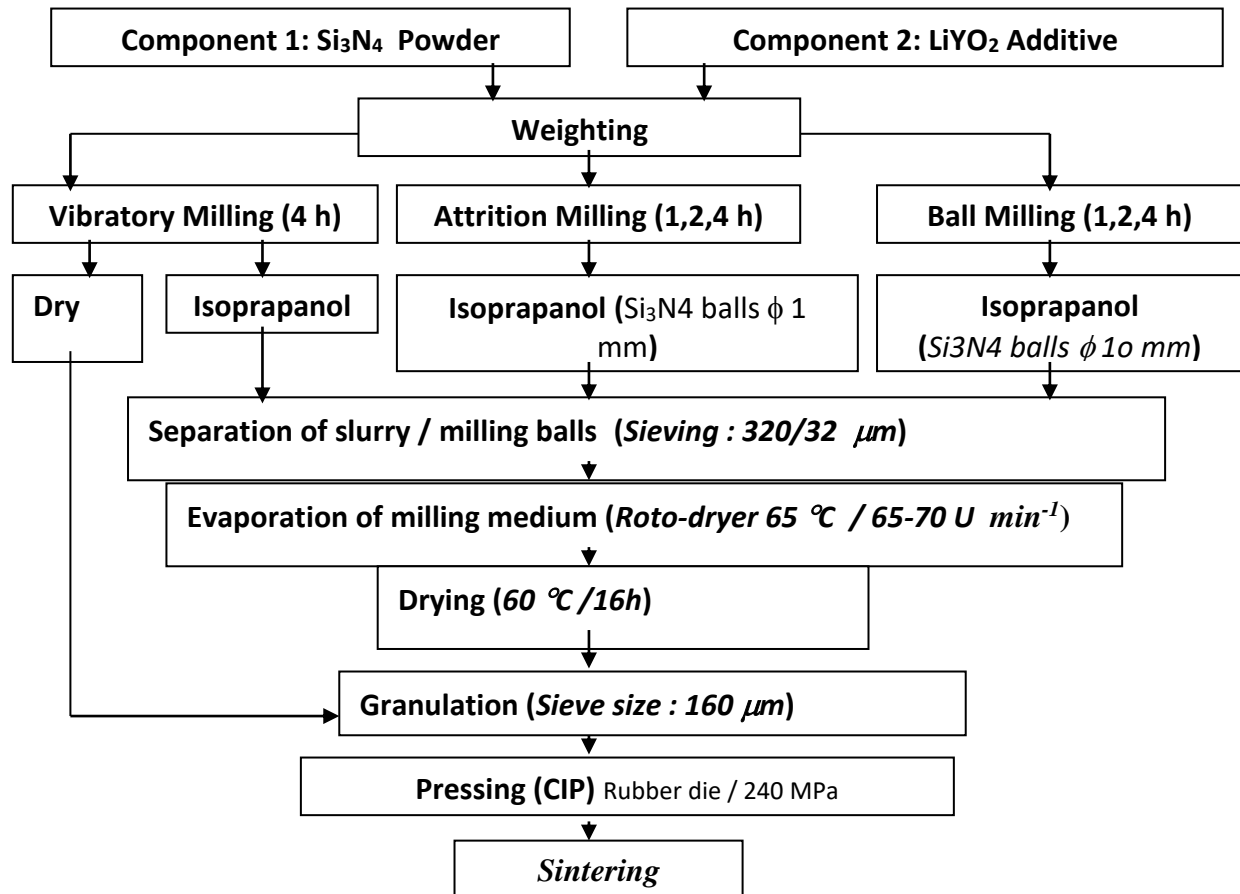 Component 1: Si₃N₄ Powder
Component 2: LiYO₂ Additive
Weighting
Vibratory Milling (4 h)
Attrition Milling (1,2,4 h)
Ball Milling (1,2,4 h)
Dry
Isoprapanol
Isoprapanol (Si₃N4 balls ϕ 1
mm)
Isoprapanol
(Si3N4 balls ϕ 1o mm)
Separation of slurry / milling balls (Sieving : 320/32 μm)
Evaporation of milling medium (Roto-dryer 65 °C / 65-70 U min⁻¹)
Drying (60 °C /16h)
Granulation (Sieve size : 160 μm)
Pressing (CIP) Rubber die / 240 MPa
Sintering